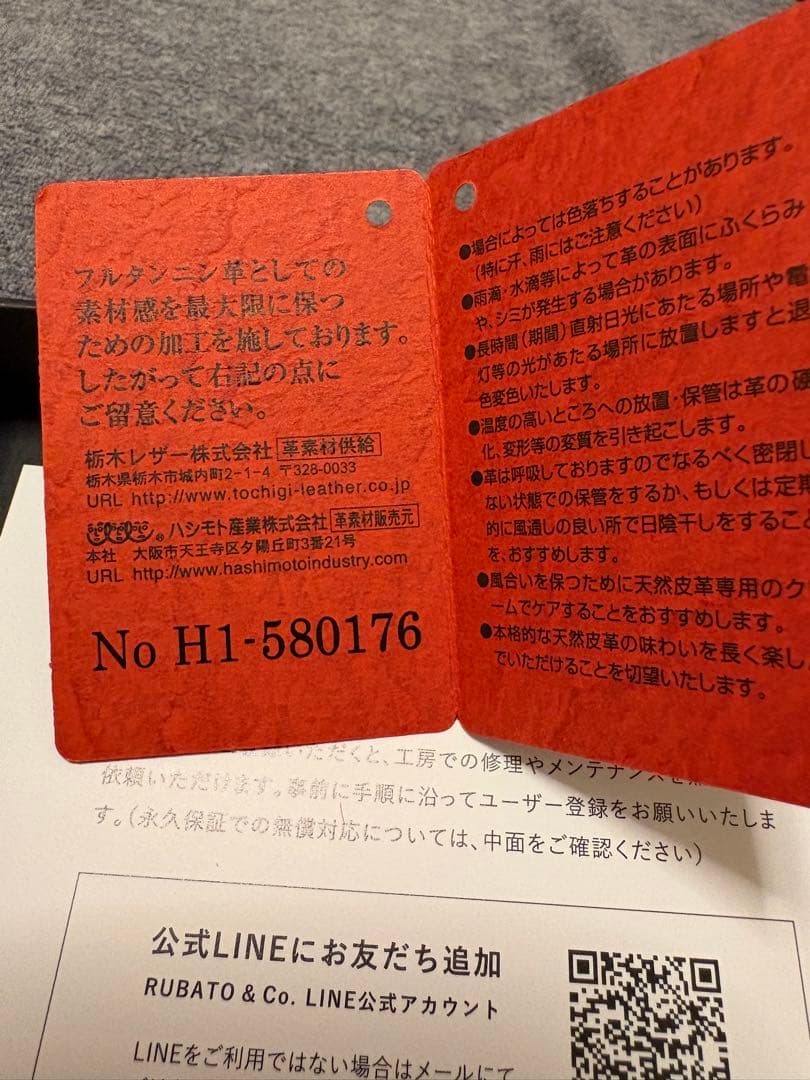 フルタンニン革としての
素材感を最大限に保つ
ための加工を施しております。
したがって右記の点に
ご留意ください。
栃木レザー株式会社 革素材供給
栃木県栃木市城内町2-1-4 〒328-0033
URL http://www.tochigi-leather.co.jp
® ハシモト産業株式会社 革素材販売元
本社 大阪市天王寺区夕陽丘町3番21号
URL http://www.hashimotoindustry.com
No H1-580176
●場合によっては色落ちすることがあります。
(特に汗、雨にはご注意ください)
●雨滴・水滴等によって革の表面にふくらみ
や、シミが発生する場合があります。
●長時間(期間)直射日光にあたる場所や電
灯等の光があたる場所に放置しますと退
色変色いたします。
●温度の高いところへの放置・保管は革の硬
化、変形等の変質を引き起こします。
●革は呼吸しておりますのでなるべく密閉し
ない状態での保管をするか、もしくは定期
的に風通しの良い所で日陰干しをするこ
を、おすすめします。
●風合いを保つために天然皮革専用のク
ームでケアすることをおすすめします。
●本格的な天然皮革の味わいを長く楽し
でいただけることを切望いたします。
いただくと、工房での修理やメンテナンスを
依頼いただけます。事前に手順に沿ってユーザー登録をお願いいたしま
す。(永久保証での無償対応については、中面をご確認ください)
公式LINEにお友だち追加
RUBATO & Co. LINE公式アカウント
LINEをご利用ではない場合はメールにて